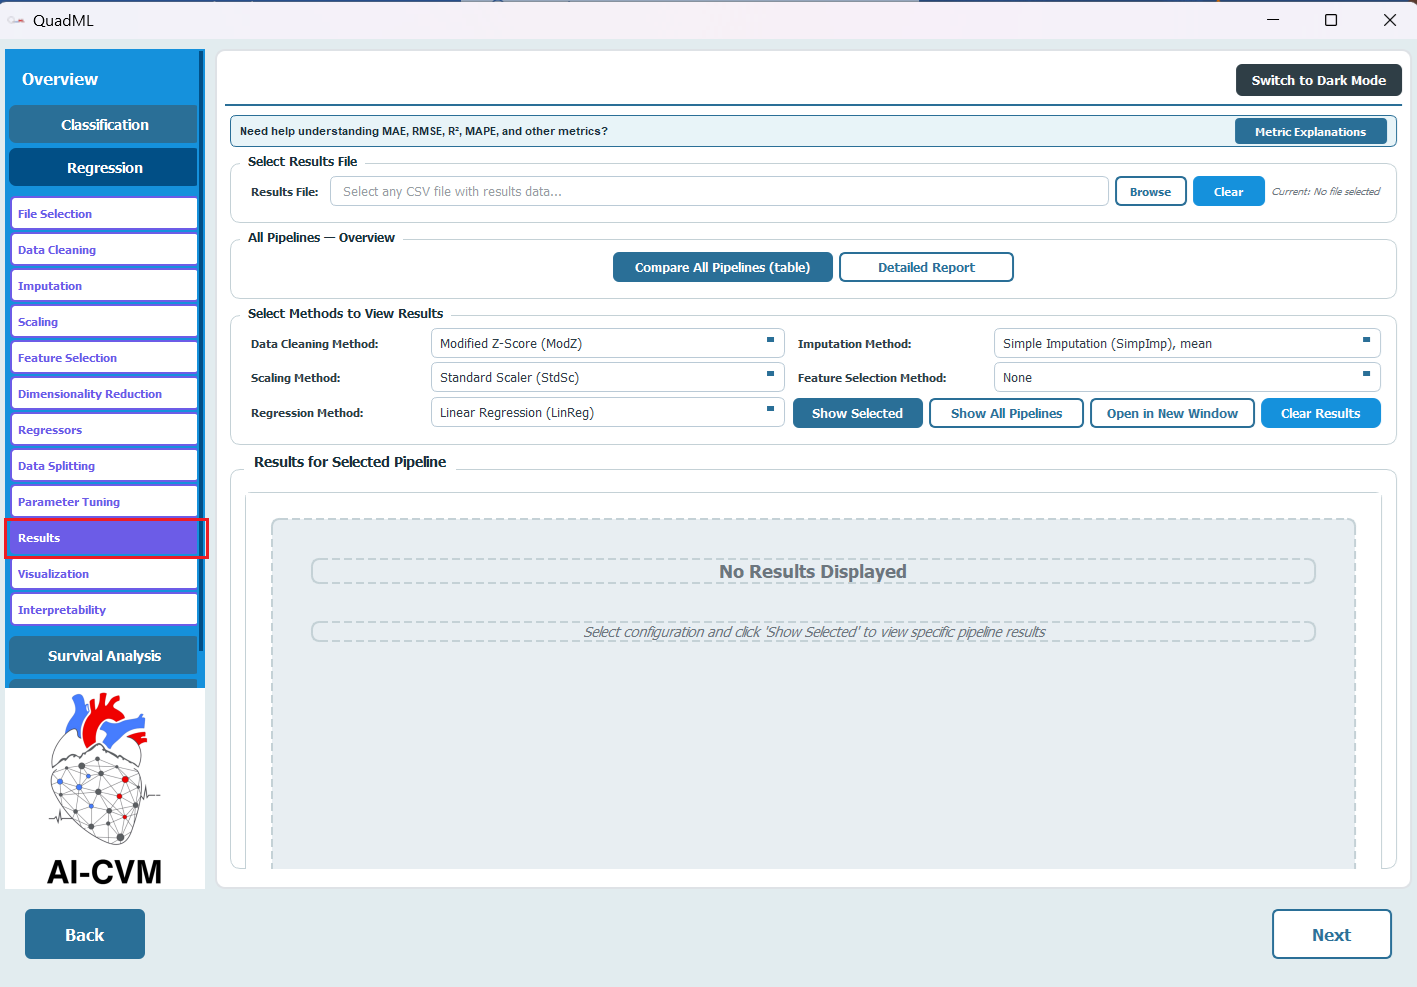 QuadML
Overview
Classification
Regression
File Selection
Data Cleaning
Imputation
Scaling
Feature Selection
Dimensionality Reduction
Regressors
Data Splitting
Parameter Tuning
Results
Visualization
Interpretability
Survival Analysis
AI-CVM
Switch to Dark Mode
Need help understanding MAE, RMSE, R², MAPE, and other metrics? Metric Explanations
Select Results File
Results File: Select any CSV file with results data... Browse Clear Current: No file selected
All Pipelines — Overview
Compare All Pipelines (table) Detailed Report
Select Methods to View Results
Data Cleaning Method: Modified Z-Score (ModZ) Imputation Method: Simple Imputation (SimpImp), mean
Scaling Method: Standard Scaler (StdSc) Feature Selection Method: None
Regression Method: Linear Regression (LinReg) Show Selected Show All Pipelines Open in New Window Clear Results
Results for Selected Pipeline
No Results Displayed
Select configuration and click 'Show Selected' to view specific pipeline results
Back Next